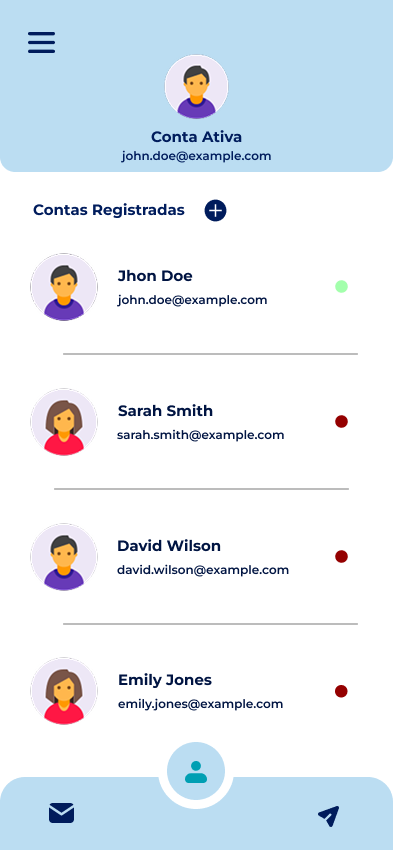 Conta Ativa
john.doe@example.com
Contas Registradas
Jhon Doe
john.doe@example.com
Sarah Smith
sarah.smith@example.com
David Wilson
david.wilson@example.com
Emily Jones
emily.jones@example.com